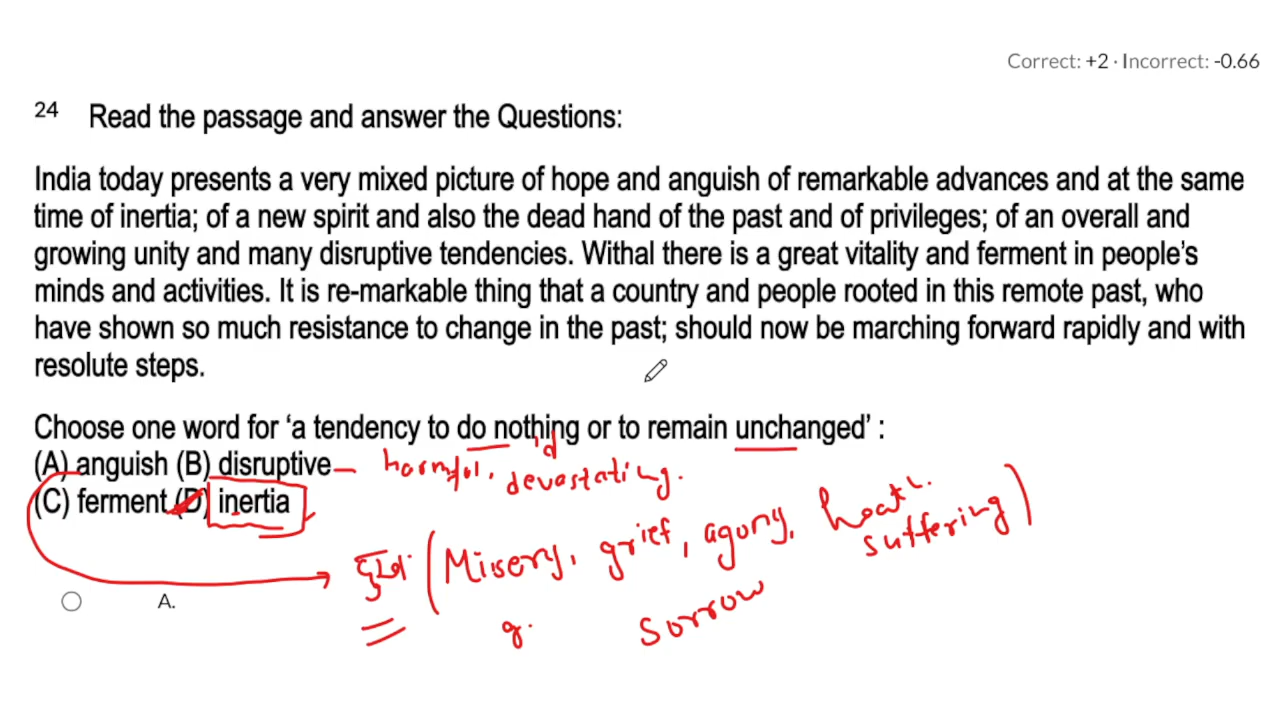 Correct: +2 · Incorrect: -0.66
24 Read the passage and answer the Questions:
India today presents a very mixed picture of hope and anguish of remarkable advances and at the same
time of inertia; of a new spirit and also the dead hand of the past and of privileges; of an overall and
growing unity and many disruptive tendencies. Withal there is a great vitality and ferment in people's
minds and activities. It is re-markable thing that a country and people rooted in this remote past, who
have shown so much resistance to change in the past; should now be marching forward rapidly and with
resolute steps.
Choose one word for 'a tendency to do nothing or to remain unchanged' :
(A) anguish (B) disruptive harmful, devastating.
(C) ferment (D) inertia
(Misery, grief, agony, suffering)
A.
sorrow